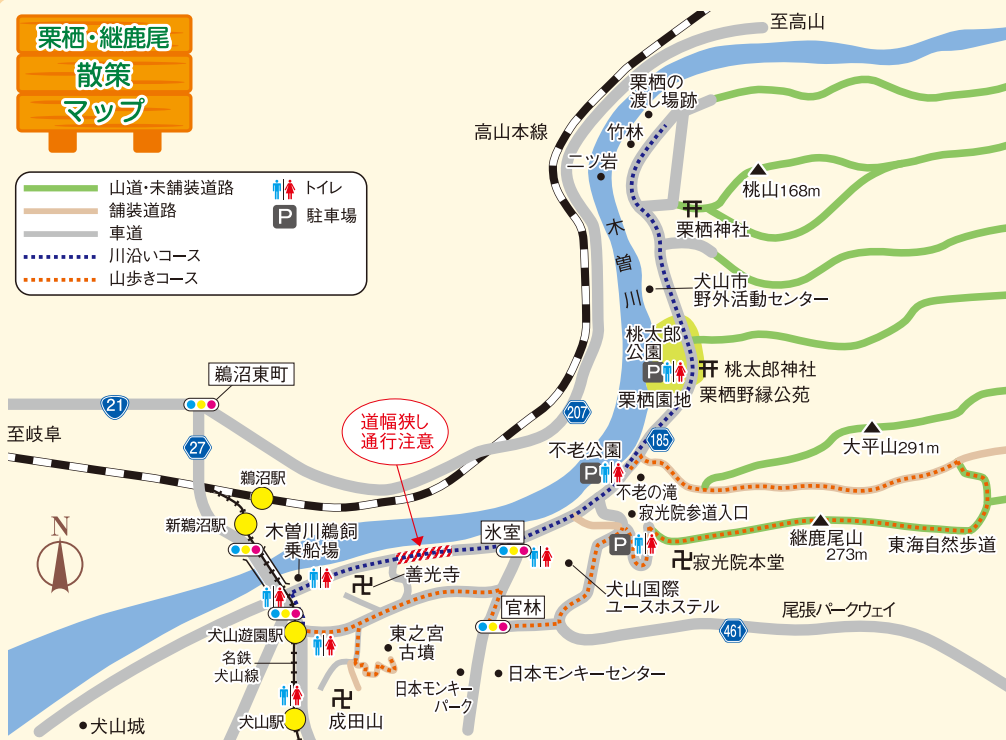 栗栖・継鹿尾
散策
マップ
山道・未舗装道路
舗装道路
車道
川沿いコース
山歩きコース
トイレ
P
駐車場
至高山
高山本線
栗栖の
渡し場跡
竹林
二ツ岩
桃山168m
栗栖神社
木曽川
犬山市
野外活動センター
桃太郎
公園
P
栗栖園地
桃太郎神社
栗栖野縁公苑
鵜沼東町
21
27
至岐阜
道幅狭し
通行注意
207
185
不老公園
P
大平山291m
鵜沼駅
新鵜沼駅
木曽川鵜飼
乗船場
氷室
善光寺
不老の滝
寂光院参道入口
P
寂光院本堂
継鹿尾山
273m
東海自然歩道
N
犬山国際
ユースホステル
官林
尾張パークウェイ
461
犬山遊園駅
名鉄
犬山線
東之宮
古墳
日本モンキー
パーク
日本モンキーセンター
犬山城
犬山駅
成田山